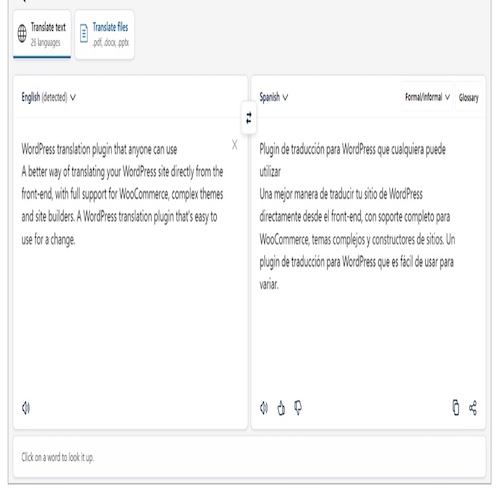 Translate text
26 languages
Translate files
.pdf, .docx, .pptx
English (detected)
Spanish
Formal/informal
Glossary
WordPress translation plugin that anyone can use
A better way of translating your WordPress site directly from the
front-end, with full support for WooCommerce, complex themes
and site builders. A WordPress translation plugin that's easy to
use for a change.
Plugin de traducción para WordPress que cualquiera puede
utilizar
Una mejor manera de traducir tu sitio de WordPress
directamente desde el front-end, con soporte completo para
WooCommerce, temas complejos y constructores de sitios. Un
plugin de traducción para WordPress que es fácil de usar para
variar.
Click on a word to look it up.